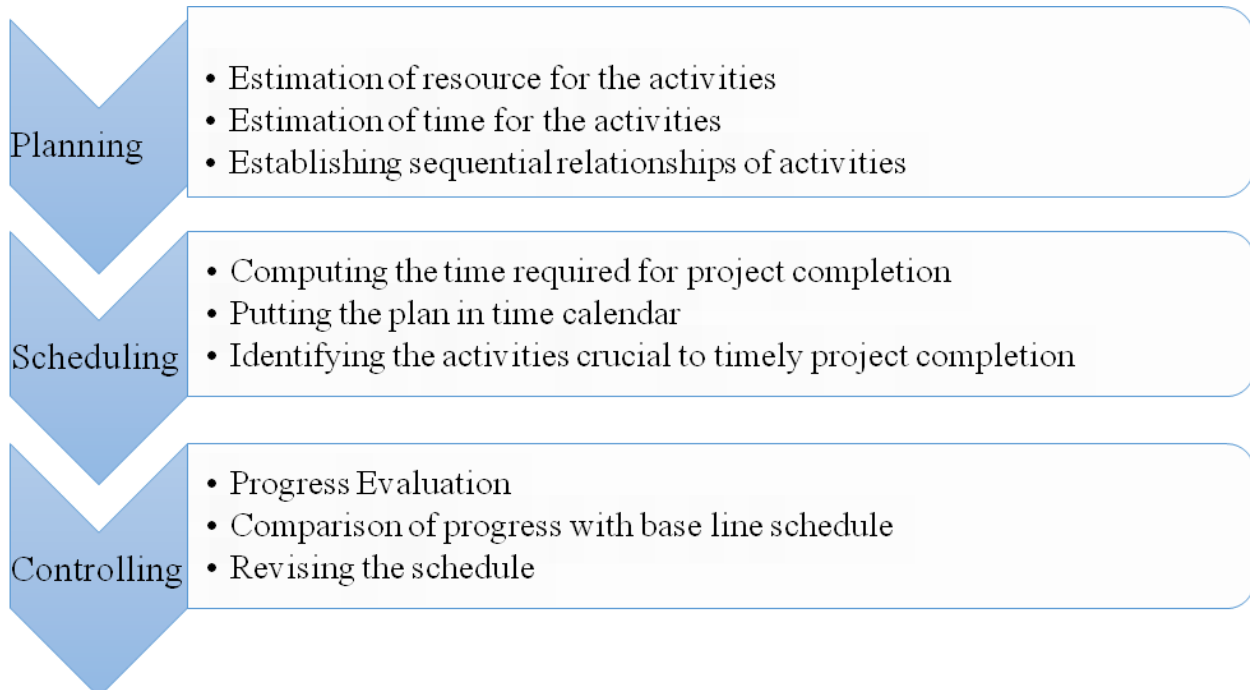 Planning
• Estimation of resource for the activities
• Estimation of time for the activities
• Establishing sequential relationships of activities
Scheduling
• Computing the time required for project completion
• Putting the plan in time calendar
• Identifying the activities crucial to timely project completion
Controlling
• Progress Evaluation
• Comparison of progress with base line schedule
• Revising the schedule